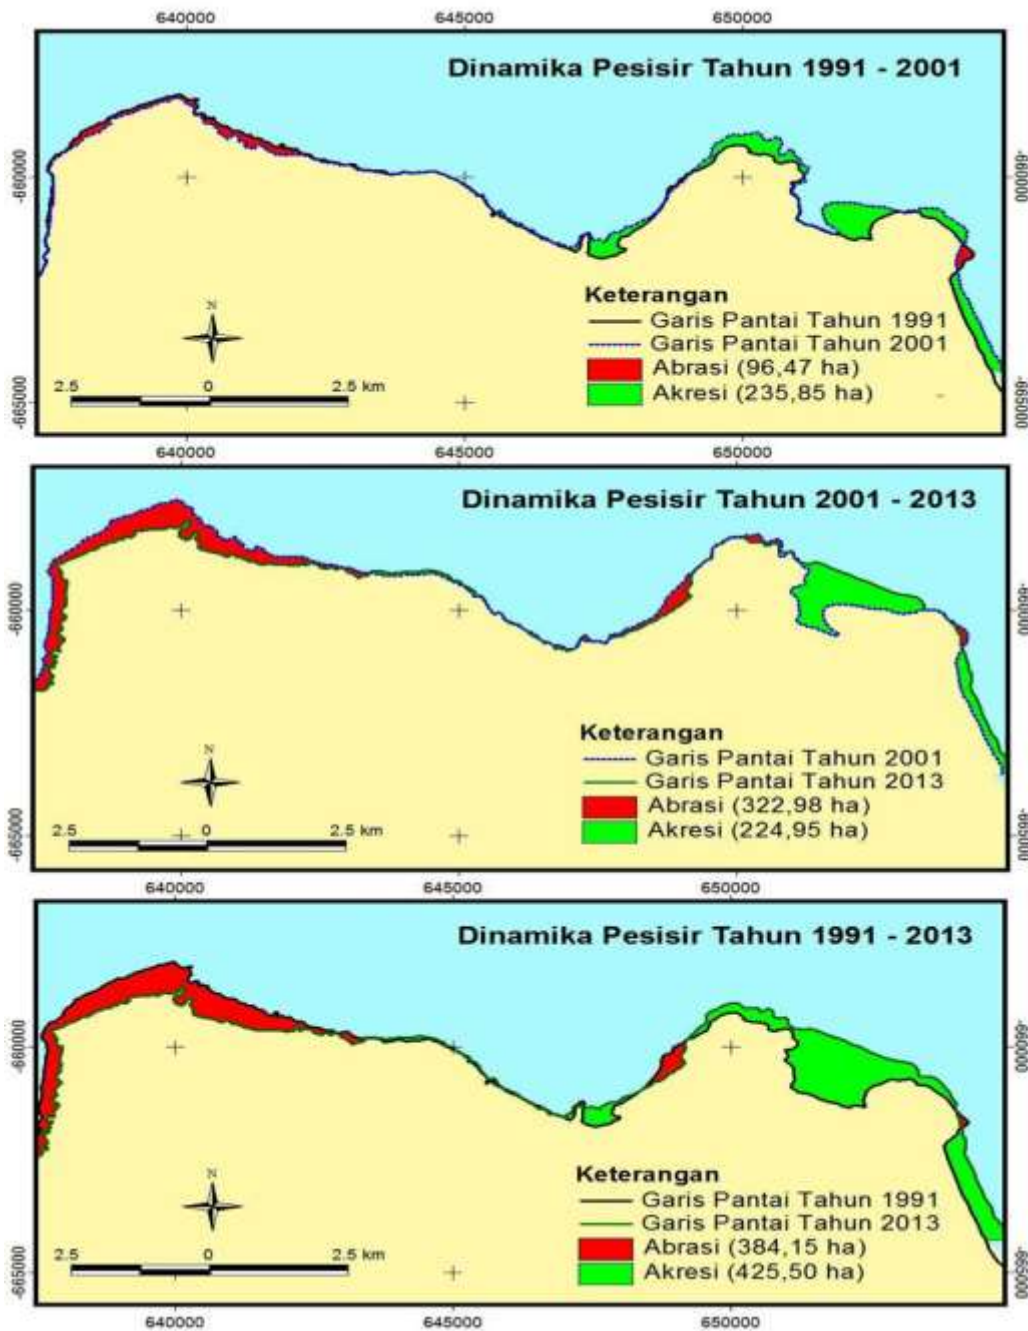 640000 645000 650000
Dinamika Pesisir Tahun 1991 - 2001
-660000 -660000
Keterangan
N
Garis Pantai Tahun 1991
Garis Pantai Tahun 2001
2.5 0 2.5 km
Abrasi (96,47 ha)
Akresi (235,85 ha)
-665000 -665000
640000 645000 650000
Dinamika Pesisir Tahun 2001 - 2013
-660000 -660000
Keterangan
N
Garis Pantai Tahun 2001
Garis Pantai Tahun 2013
Abrasi (322,98 ha)
2.5 0 2.5 km
Akresi (224,95 ha)
-665000 -665000
640000 645000 650000
Dinamika Pesisir Tahun 1991 - 2013
-660000 -660000
Keterangan
N
Garis Pantai Tahun 1991
Garis Pantai Tahun 2013
2.5 0 2.5 km
Abrasi (384,15 ha)
Akresi (425,50 ha)
-665000 -665000
640000 645000 650000